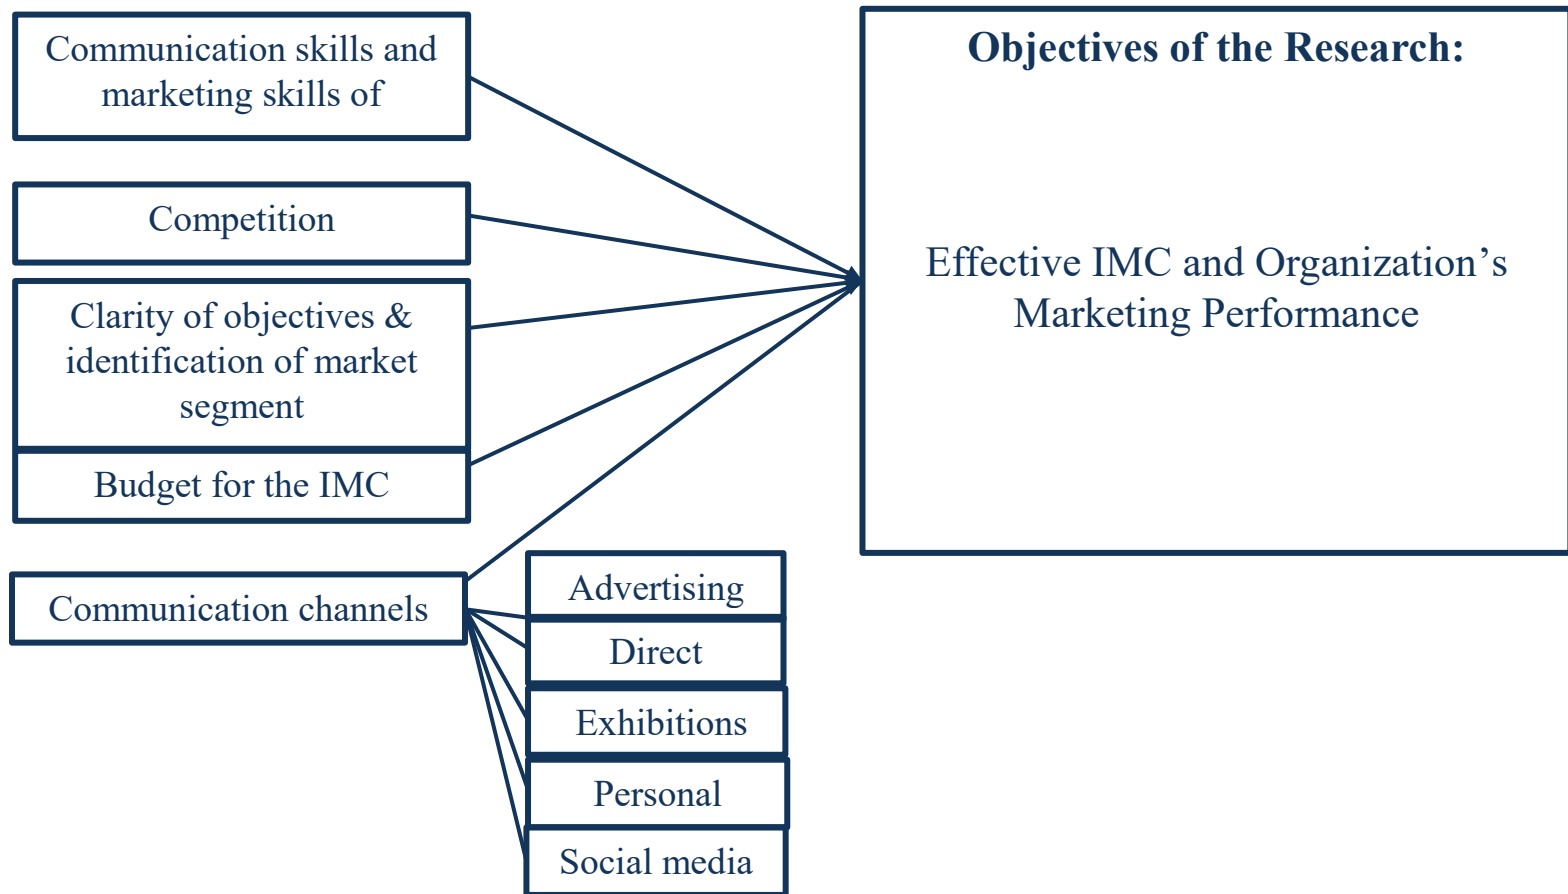 Communication skills and
marketing skills of
Competition
Clarity of objectives &
identification of market
segment
Budget for the IMC
Communication channels
Advertising
Direct
Exhibitions
Personal
Social media
Objectives of the Research:
Effective IMC and Organization’s
Marketing Performance